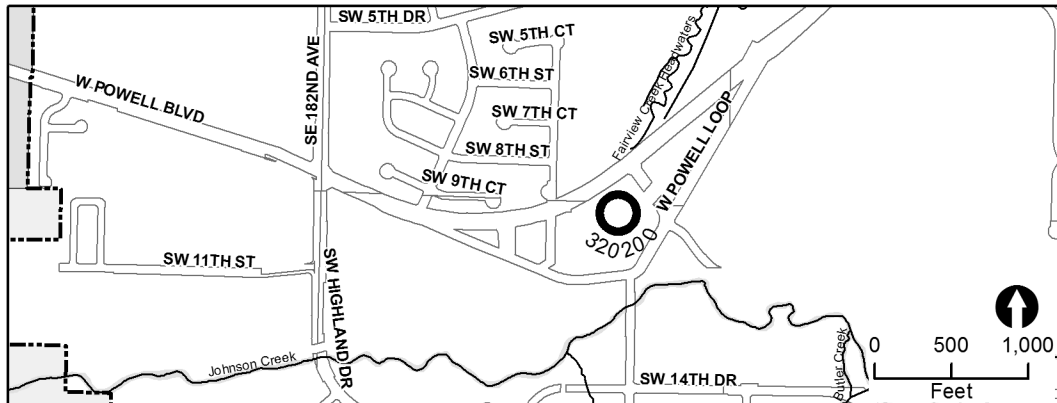 SW 5TH DR
SW 5TH CT
W POWELL BLVD
SE 182ND AVE
SW 6TH ST
Fairview Creek Headwaters
SW 7TH CT
W POWELL LOOP
SW 8TH ST
SW 9TH CT
320200
SW 11TH ST
SW HIGHLAND DR
Johnson Creek
Butler Creek
SW 14TH DR
0 500 1,000
Feet